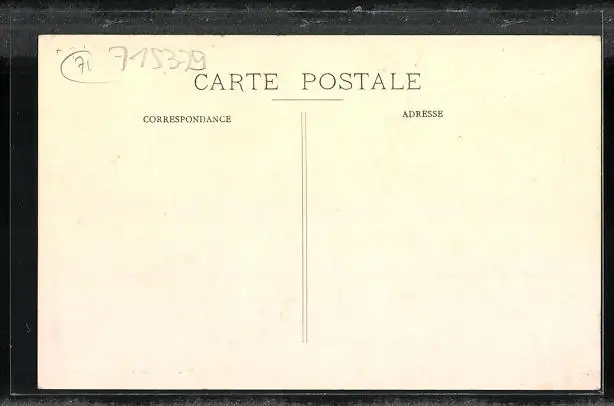 71 715329
CARTE POSTALE
CORRESPONDANCE
ADRESSE